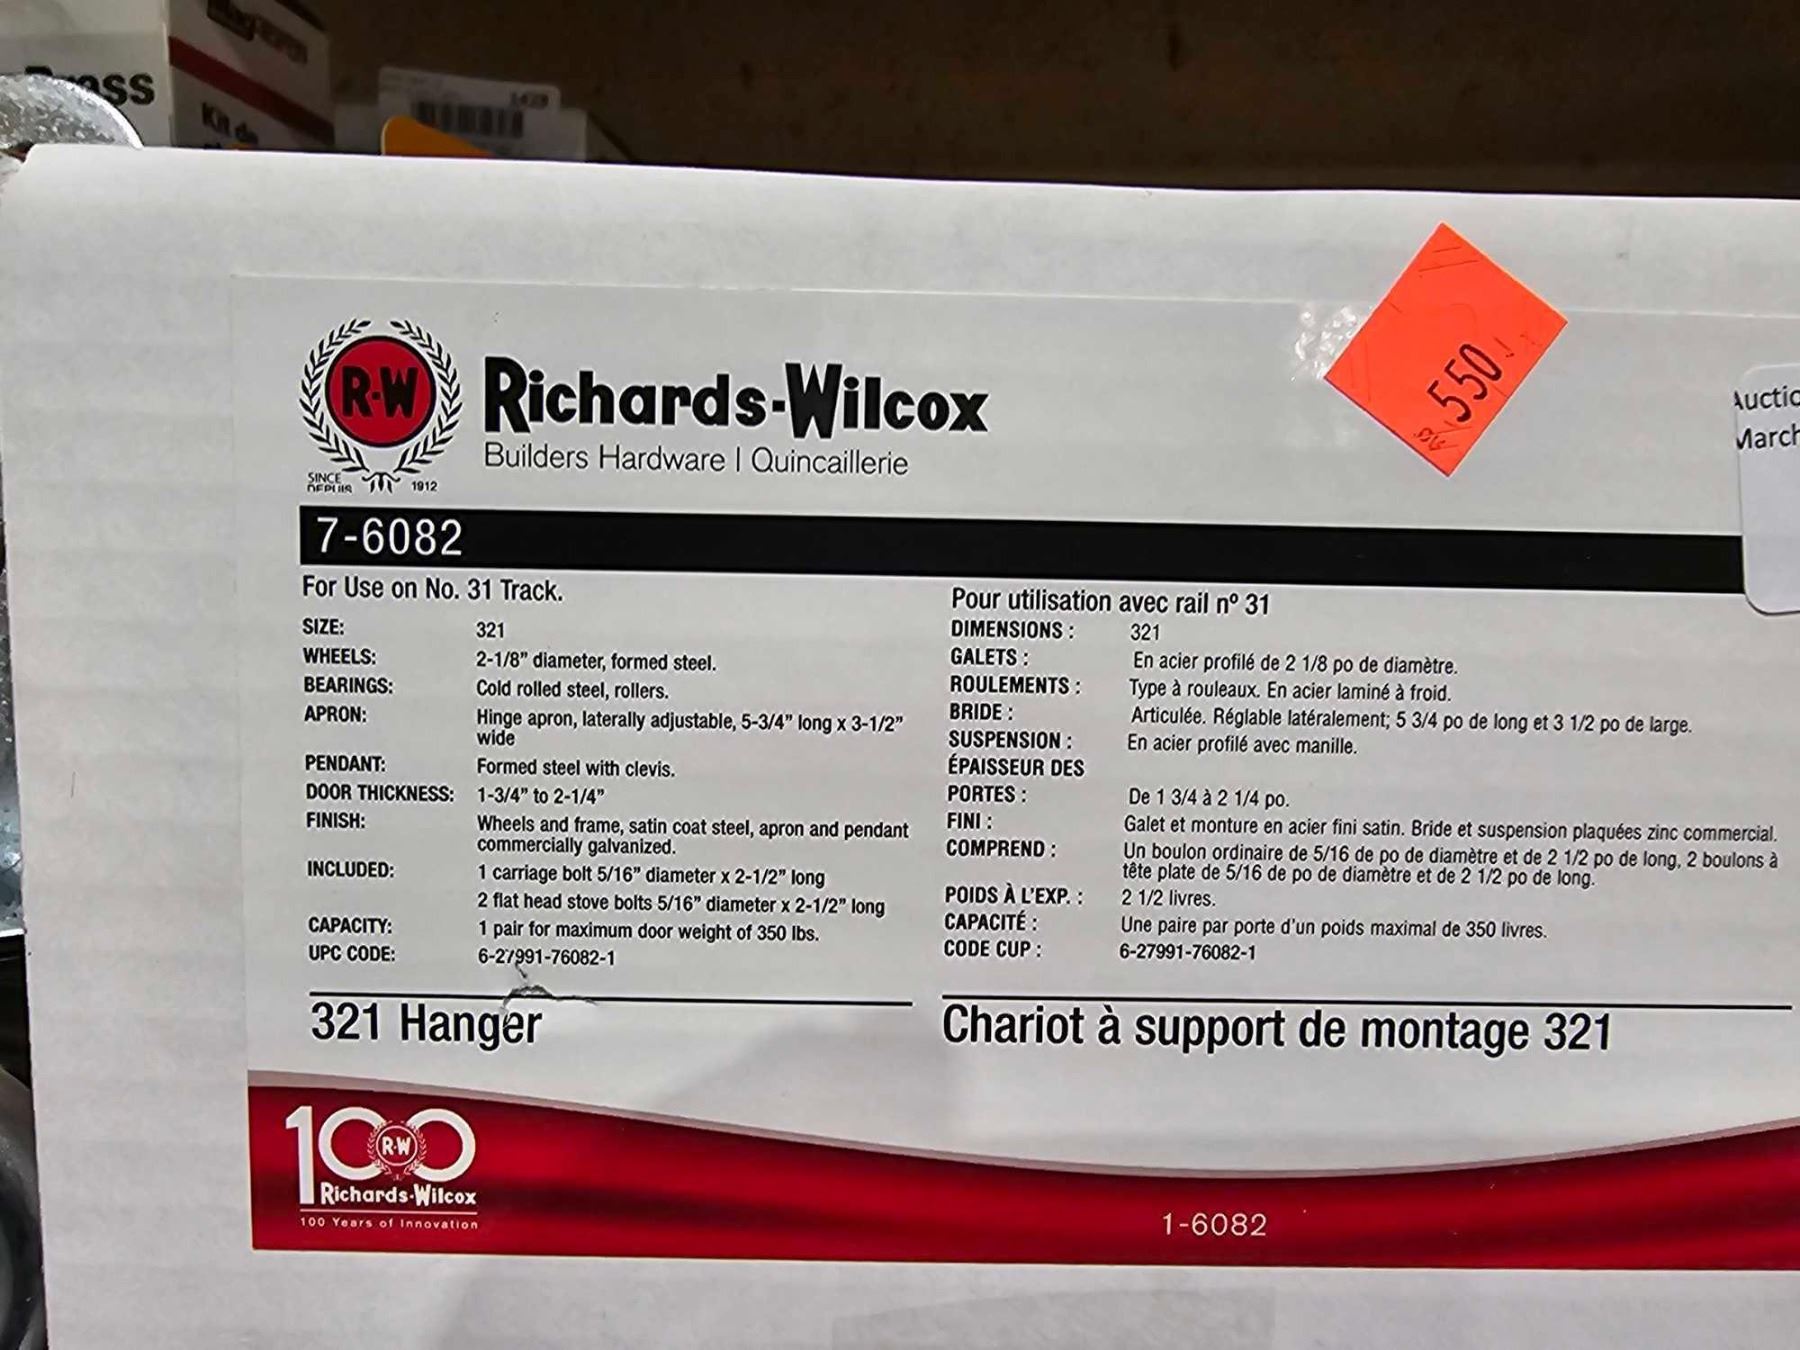 ass
Kit de
R-W
Richards-Wilcox
Builders Hardware | Quincaillerie
SINCE
DEPUIS
1912
550
Auctio
March
7-6082
For Use on No. 31 Track.
SIZE: 321
WHEELS: 2-1/8" diameter, formed steel.
BEARINGS: Cold rolled steel, rollers.
APRON: Hinge apron, laterally adjustable, 5-3/4" long x 3-1/2"
wide
PENDANT: Formed steel with clevis.
DOOR THICKNESS: 1-3/4" to 2-1/4"
FINISH: Wheels and frame, satin coat steel, apron and pendant
commercially galvanized.
INCLUDED: 1 carriage bolt 5/16" diameter x 2-1/2" long
2 flat head stove bolts 5/16" diameter x 2-1/2" long
CAPACITY: 1 pair for maximum door weight of 350 lbs.
UPC CODE: 6-27991-76082-1
321 Hanger
Pour utilisation avec rail nº 31
DIMENSIONS : 321
GALETS : En acier profilé de 2 1/8 po de diamètre.
ROULEMENTS : Type à rouleaux. En acier laminé à froid.
BRIDE : Articulée. Réglable latéralement; 5 3/4 po de long et 3 1/2 po de large.
SUSPENSION : En acier profilé avec manille.
ÉPAISSEUR DES
PORTES : De 1 3/4 à 2 1/4 po.
FINI : Galet et monture en acier fini satin. Bride et suspension plaquées zinc commercial.
COMPREND : Un boulon ordinaire de 5/16 de po de diamètre et de 2 1/2 po de long, 2 boulons à
tête plate de 5/16 de po de diamètre et de 2 1/2 po de long.
POIDS À L'EXP. : 2 1/2 livres.
CAPACITÉ : Une paire par porte d'un poids maximal de 350 livres.
CODE CUP : 6-27991-76082-1
Chariot à support de montage 321
100
R-W
Richards-Wilcox
100 Years of Innovation
1-6082